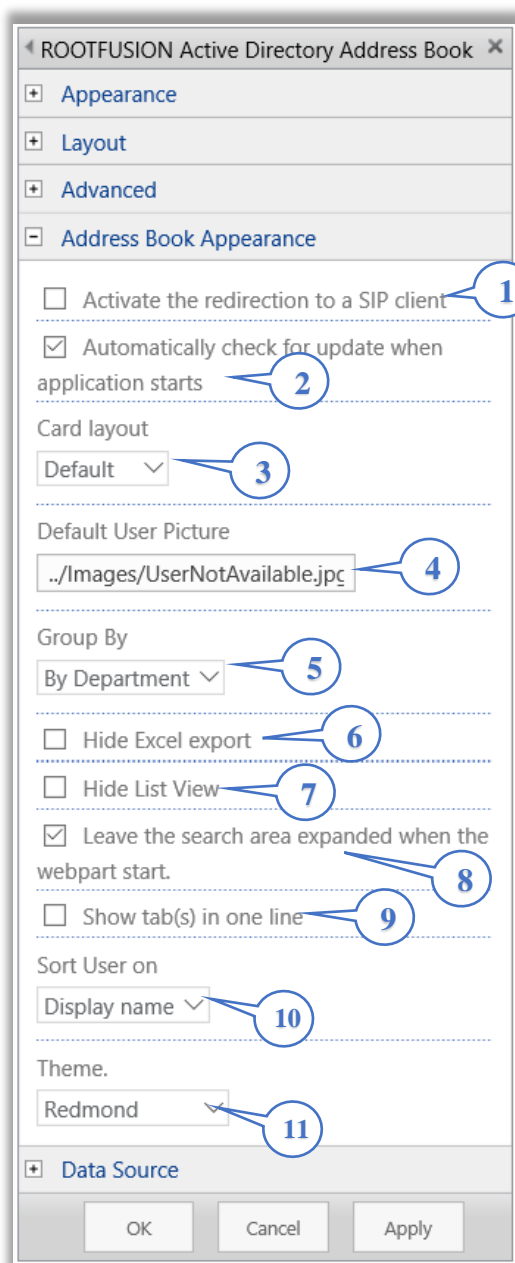 ROOTFUSION Active Directory Address Book
Appearance
Layout
Advanced
Address Book Appearance
Activate the redirection to a SIP client
1
Automatically check for update when
application starts
2
Card layout
Default
3
Default User Picture
../Images/UserNotAvailable.jpg
4
Group By
By Department
5
Hide Excel export
6
Hide List View
7
Leave the search area expanded when the
webpart start.
8
Show tab(s) in one line
9
Sort User on
Display name
10
Theme.
Redmond
11
Data Source
OK Cancel Apply